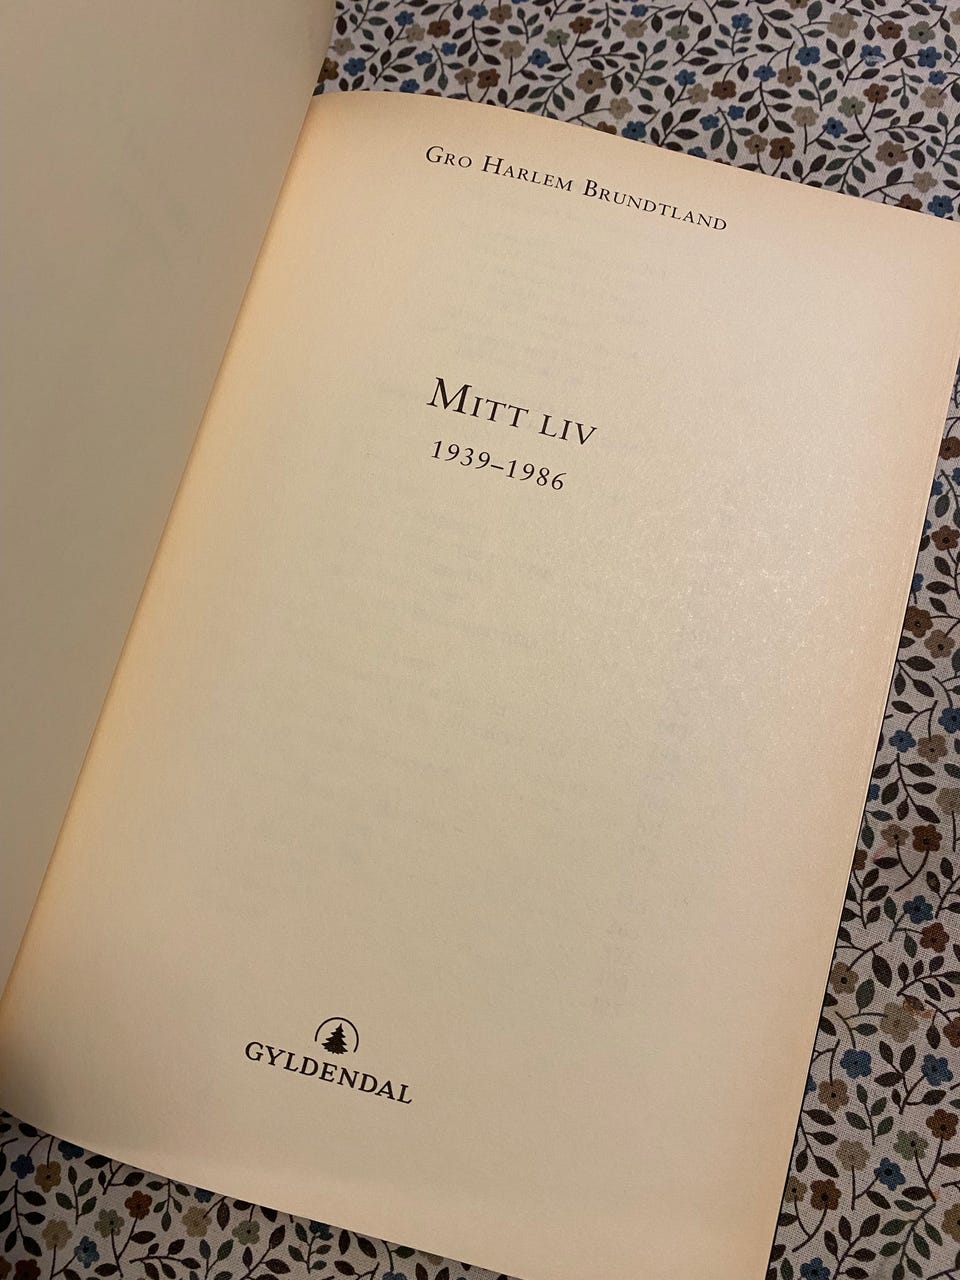 Gro Harlem Brundtland
Mitt liv
1939–1986
GYLDENDAL